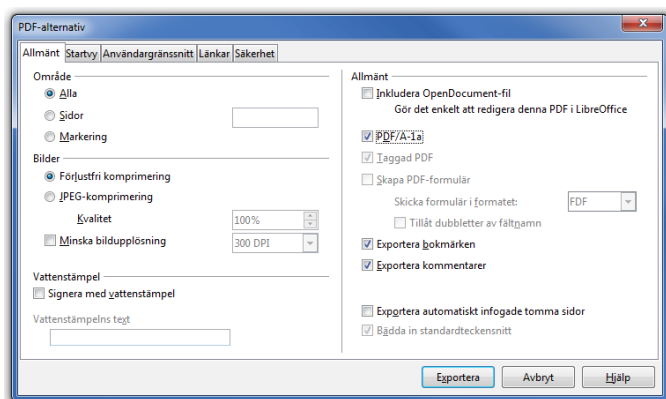 PDF-alternativ
Allmänt Startvy Användargränssnitt Länkar Säkerhet
Område
Alla
Sidor
Markering
Bilder
Förlustfri komprimering
JPEG-komprimering
Kvalitet 100%
Minska bildupplösning 300 DPI
Vattenstämpel
Signera med vattenstämpel
Vattenstämpelns text
Allmänt
Inkludera OpenDocument-fil
Gör det enkelt att redigera denna PDF i LibreOffice
PDF/A-1a
Taggad PDF
Skapa PDF-formulär
Skicka formulär i formatet: FDF
Tillåt dubbletter av fältnamn
Exportera bokmärken
Exportera kommentarer
Exportera automatiskt infogade tomma sidor
Bädda in standardteckensnitt
Exportera Avbryt Hjälp